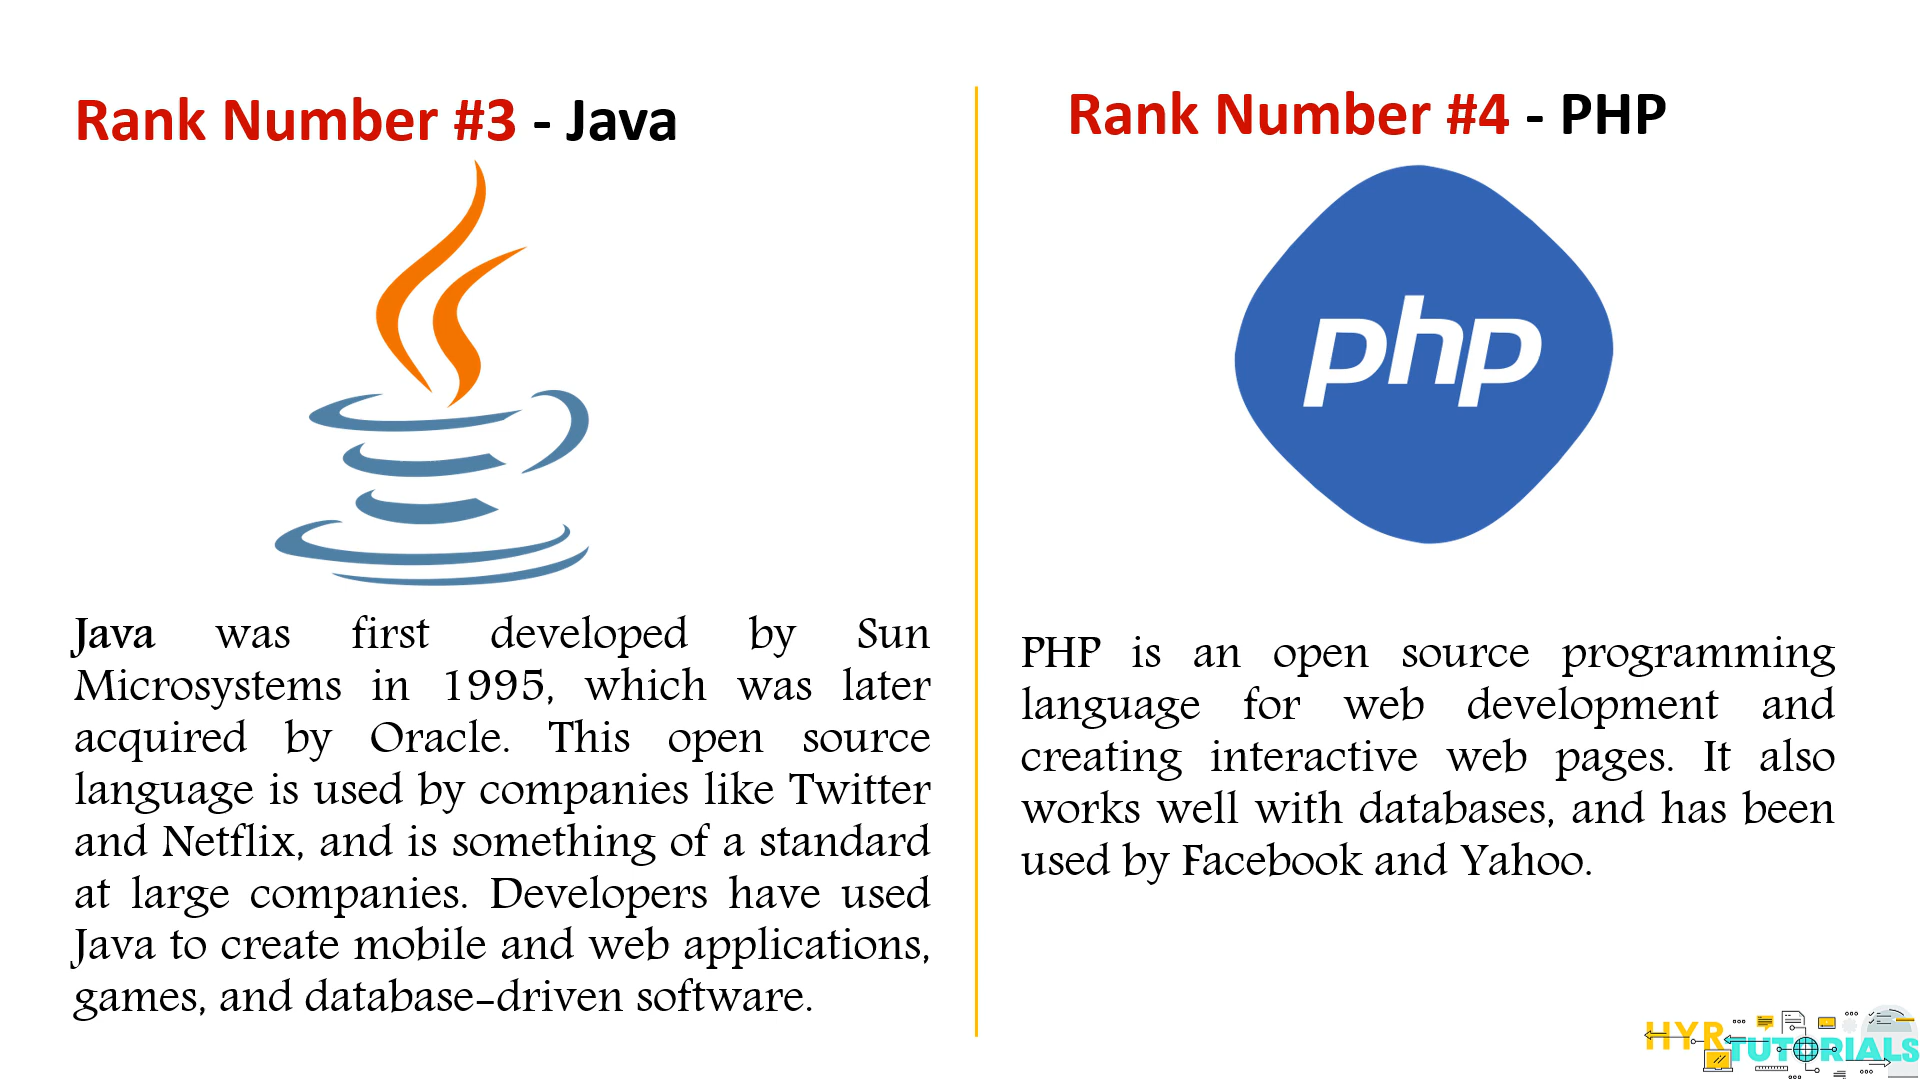 Rank Number #3 - Java
Java was first developed by Sun
Microsystems in 1995, which was later
acquired by Oracle. This open source
language is used by companies like Twitter
and Netflix, and is something of a standard
at large companies. Developers have used
Java to create mobile and web applications,
games, and database-driven software.
Rank Number #4 - PHP
php
PHP is an open source programming
language for web development and
creating interactive web pages. It also
works well with databases, and has been
used by Facebook and Yahoo.
HYR
TUTORIALS